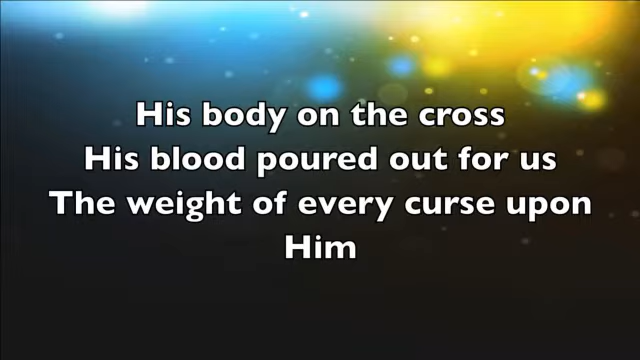 His body on the cross
His blood poured out for us
The weight of every curse upon
Him